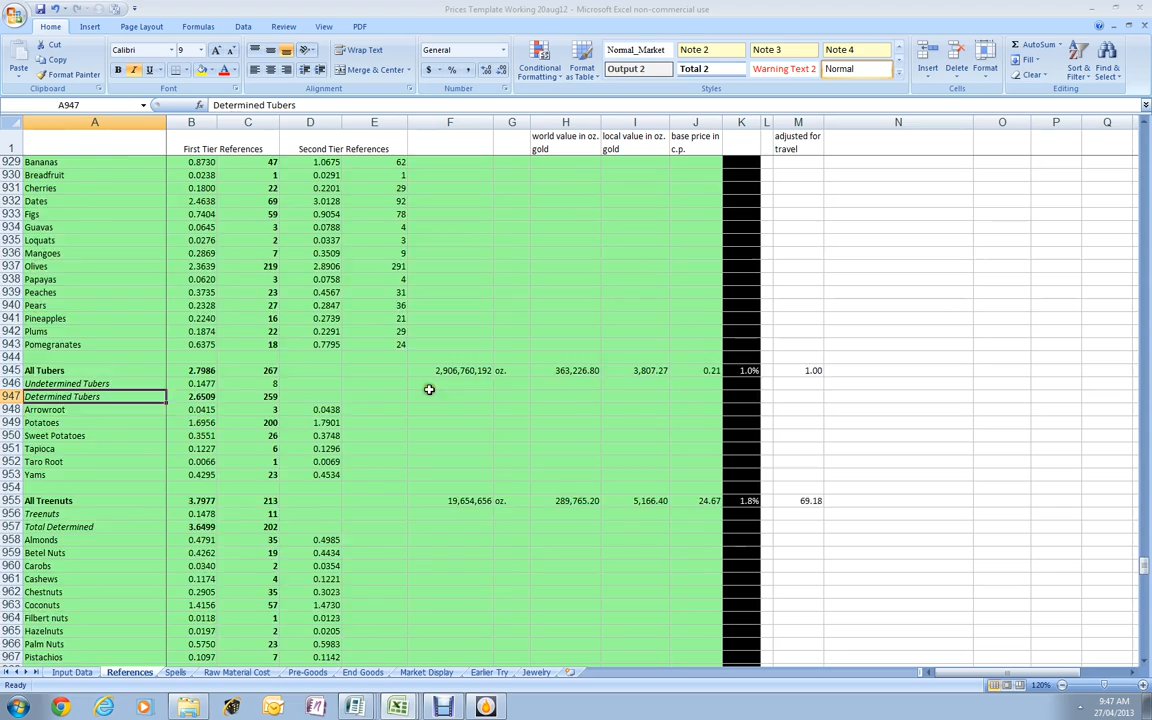 Prices Template Working 20aug12 - Microsoft Excel non-commercial use
Home Insert Page Layout Formulas Data Review View PDF
Cut
Copy
Format Painter
Paste
Clipboard
Calibri 9
B I U
Font
Wrap Text
Merge & Center
Alignment
General
$ % ,
Number
Conditional Formatting
Format as Table
Normal_Market Note 2 Note 3 Note 4
Output 2 Total 2 Warning Text 2 Normal
Styles
Insert Delete Format
Cells
AutoSum
Fill
Clear
Sort & Filter
Find & Select
Editing
A947 fx Determined Tubers
A B C D E F G H I J K L M N O P Q
1 First Tier References Second Tier References world value in oz. gold local value in oz. gold base price in c.p. adjusted for travel
929 Bananas 0.8730 47 1.0675 62
930 Breadfruit 0.0238 1 0.0291 1
931 Cherries 0.1800 22 0.2201 29
932 Dates 2.4638 69 3.0128 92
933 Figs 0.7404 59 0.9054 78
934 Guavas 0.0645 3 0.0788 4
935 Loquats 0.0276 2 0.0337 3
936 Mangoes 0.2869 7 0.3509 9
937 Olives 2.3639 219 2.8906 291
938 Papayas 0.0620 3 0.0758 4
939 Peaches 0.3735 23 0.4567 31
940 Pears 0.2328 27 0.2847 36
941 Pineapples 0.2240 16 0.2739 21
942 Plums 0.1874 22 0.2291 29
943 Pomegranates 0.6375 18 0.7795 24
944
945 All Tubers 2.7986 267 2,906,760,192 oz. 363,226.80 3,807.27 0.21 1.0% 1.00
946 Undetermined Tubers 0.1477 8
947 Determined Tubers 2.6509 259
948 Arrowroot 0.0415 3 0.0438
949 Potatoes 1.6956 200 1.7901
950 Sweet Potatoes 0.3551 26 0.3748
951 Tapioca 0.1227 6 0.1296
952 Taro Root 0.0066 1 0.0069
953 Yams 0.4295 23 0.4534
954
955 All Treenuts 3.7977 213 19,654,656 oz. 289,765.20 5,166.40 24.67 1.8% 69.18
956 Treenuts 0.1478 11
957 Total Determined 3.6499 202
958 Almonds 0.4791 35 0.4985
959 Betel Nuts 0.4262 19 0.4434
960 Carobs 0.0340 2 0.0354
961 Cashews 0.1174 4 0.1221
962 Chestnuts 0.2905 35 0.3023
963 Coconuts 1.4156 57 1.4730
964 Filbert nuts 0.0118 1 0.0123
965 Hazelnuts 0.0197 2 0.0205
966 Palm Nuts 0.5750 23 0.5983
967 Pistachios 0.1097 7 0.1142
Input Data References Spells Raw Material Cost Pre-Goods End Goods Market Display Earlier Try Jewelry
Ready 120%
9:47 AM
27/04/2013